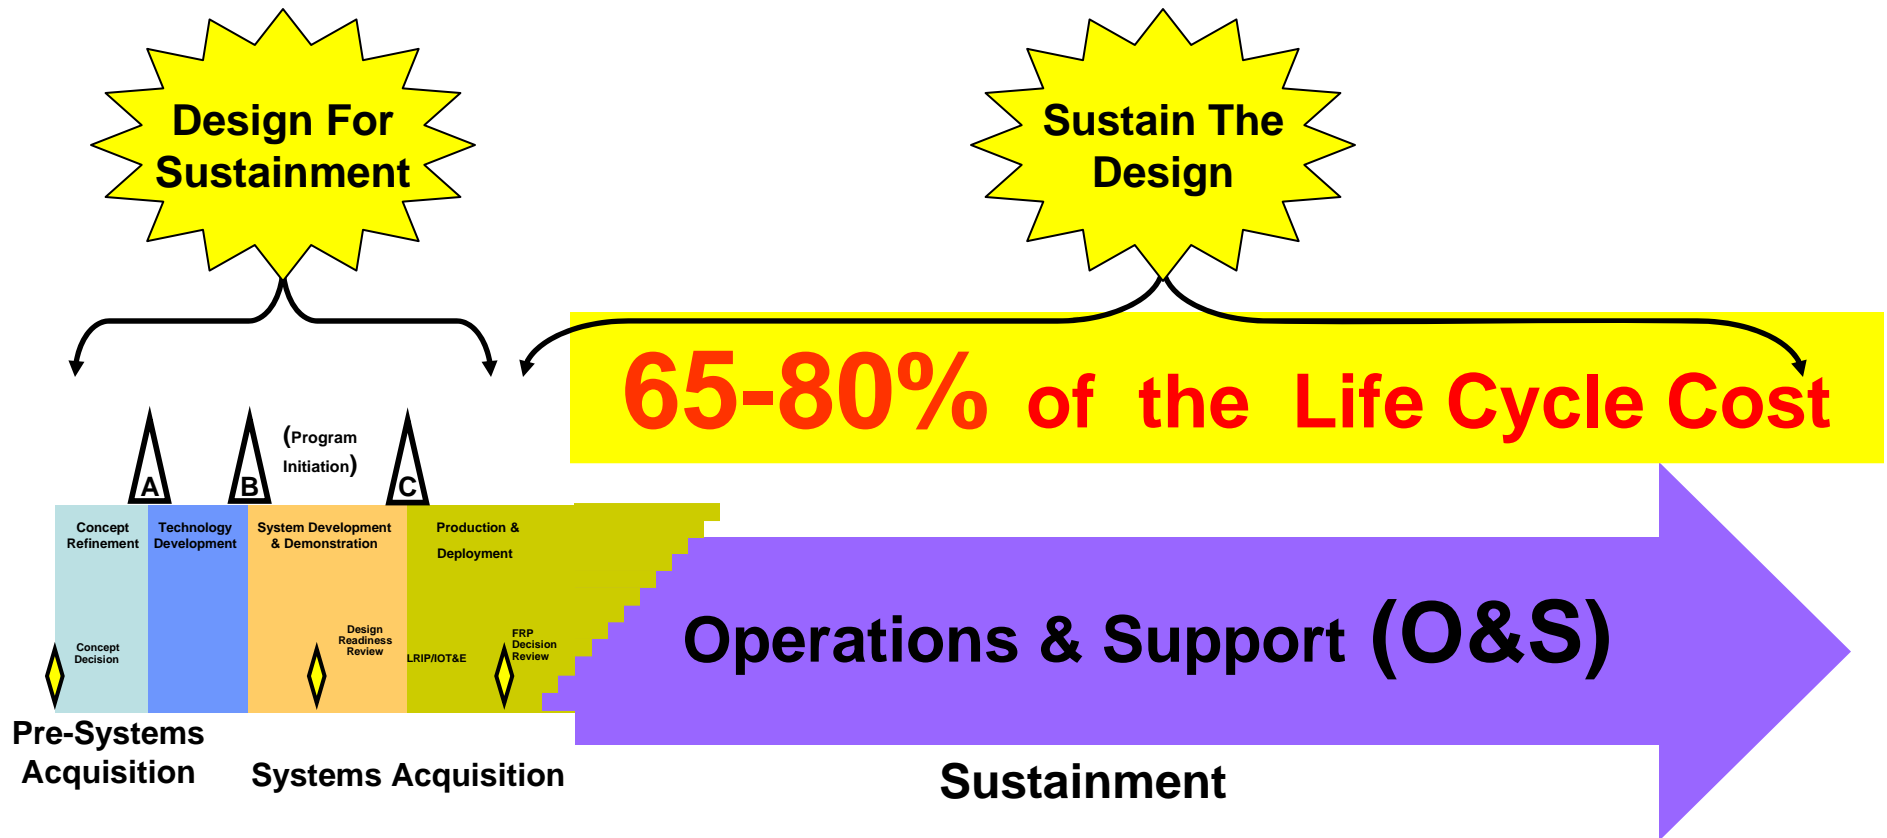 Design For
Sustainment
Sustain The
Design
65-80% of the Life Cycle Cost
A
B
(Program
Initiation)
C
Concept
Refinement
Technology
Development
System Development
& Demonstration
Production &
Deployment
Concept
Decision
Design
Readiness
Review
LRIP/IOT&E
FRP
Decision
Review
Operations & Support (O&S)
Pre-Systems
Acquisition
Systems Acquisition
Sustainment